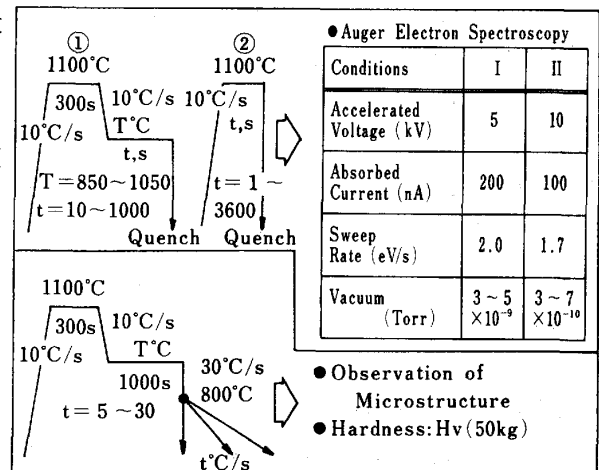 ①
1100°C
300s
10°C/s
10°C/s
T°C
t,s
T=850~1050
t=10~1000
Quench
②
1100°C
10°C/s
t,s
t=1~
3600
Quench
●Auger Electron Spectroscopy
Conditions I II
Accelerated
Voltage (kV) 5 10
Absorbed
Current (nA) 200 100
Sweep
Rate (eV/s) 2.0 1.7
Vacuum
(Torr) 3~5 ×10⁻⁹ 3~7 ×10⁻¹⁰
1100°C
300s
10°C/s
10°C/s
T°C
1000s
30°C/s
800°C
t=5~30
t°C/s
●Observation of
Microstructure
●Hardness:Hv(50kg)